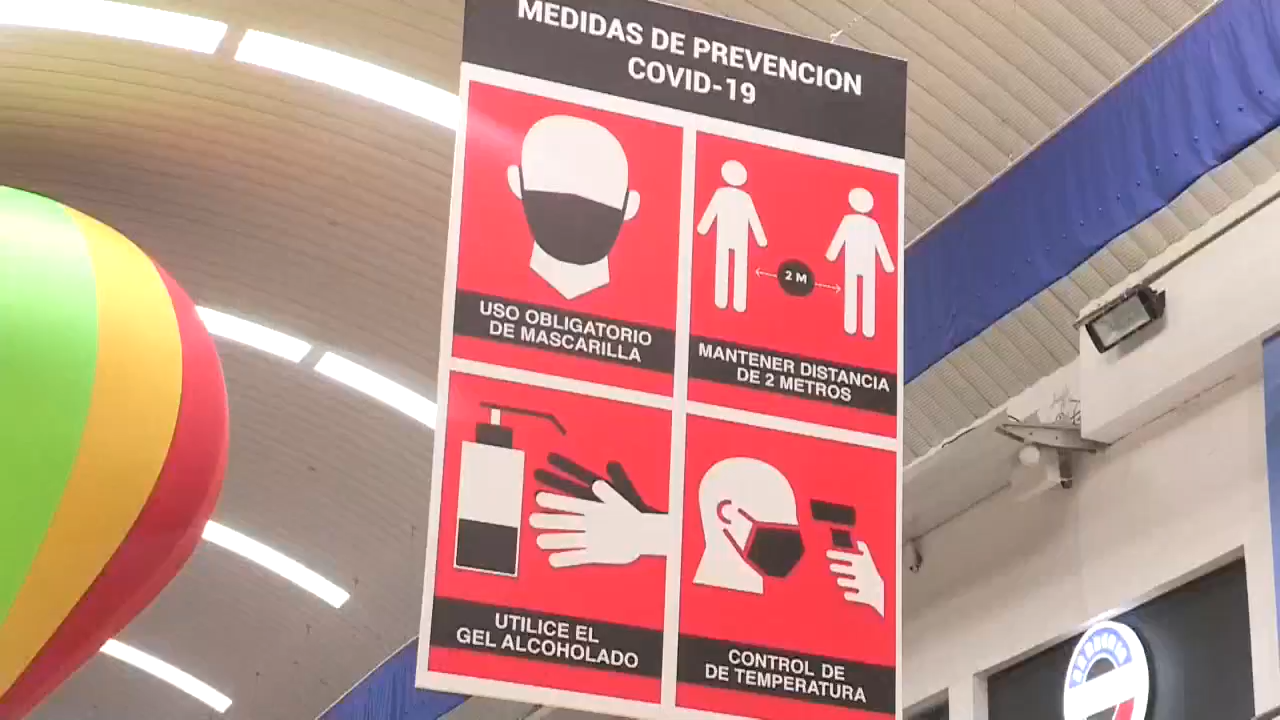 MEDIDAS DE PREVENCION
COVID-19
USO OBLIGATORIO
DE MASCARILLA
2 M
MANTENER DISTANCIA
DE 2 METROS
UTILICE EL
GEL ALCOHOLADO
CONTROL DE
DE TEMPERATURA